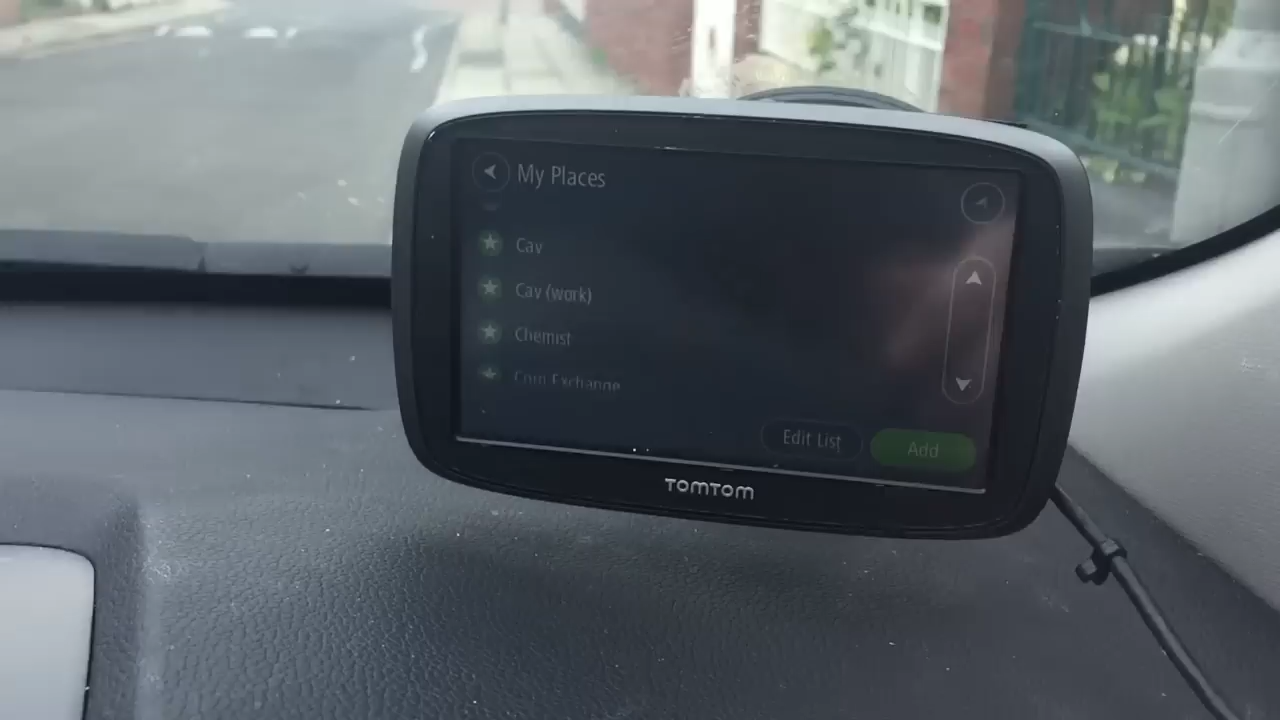 My Places
Cav
Cav (work)
Chemist
Corn Exchange
Edit List
Add
TOMTOM